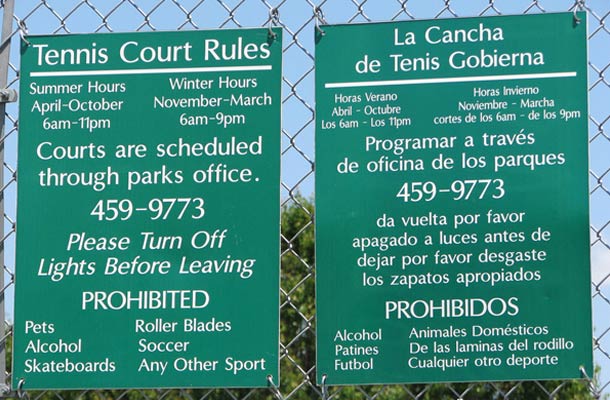 Tennis Court Rules
Summer Hours Winter Hours
April-October November-March
6am-11pm 6am-9pm
Courts are scheduled
through parks office.
459-9773
Please Turn Off
Lights Before Leaving
PROHIBITED
Pets Roller Blades
Alcohol Soccer
Skateboards Any Other Sport
La Cancha
de Tenis Gobierna
Horas Verano Horas Invierno
Abril - Octubre Noviembre - Marcha
Los 6am - Los 11pm cortes de los 6am - de los 9pm
Programar a través
de oficina de los parques
459-9773
da vuelta por favor
apagado a luces antes de
dejar por favor desgaste
los zapatos apropiados
PROHIBIDOS
Alcohol Animales Domésticos
Patines De las laminas del rodillo
Futbol Cualquier otro deporte